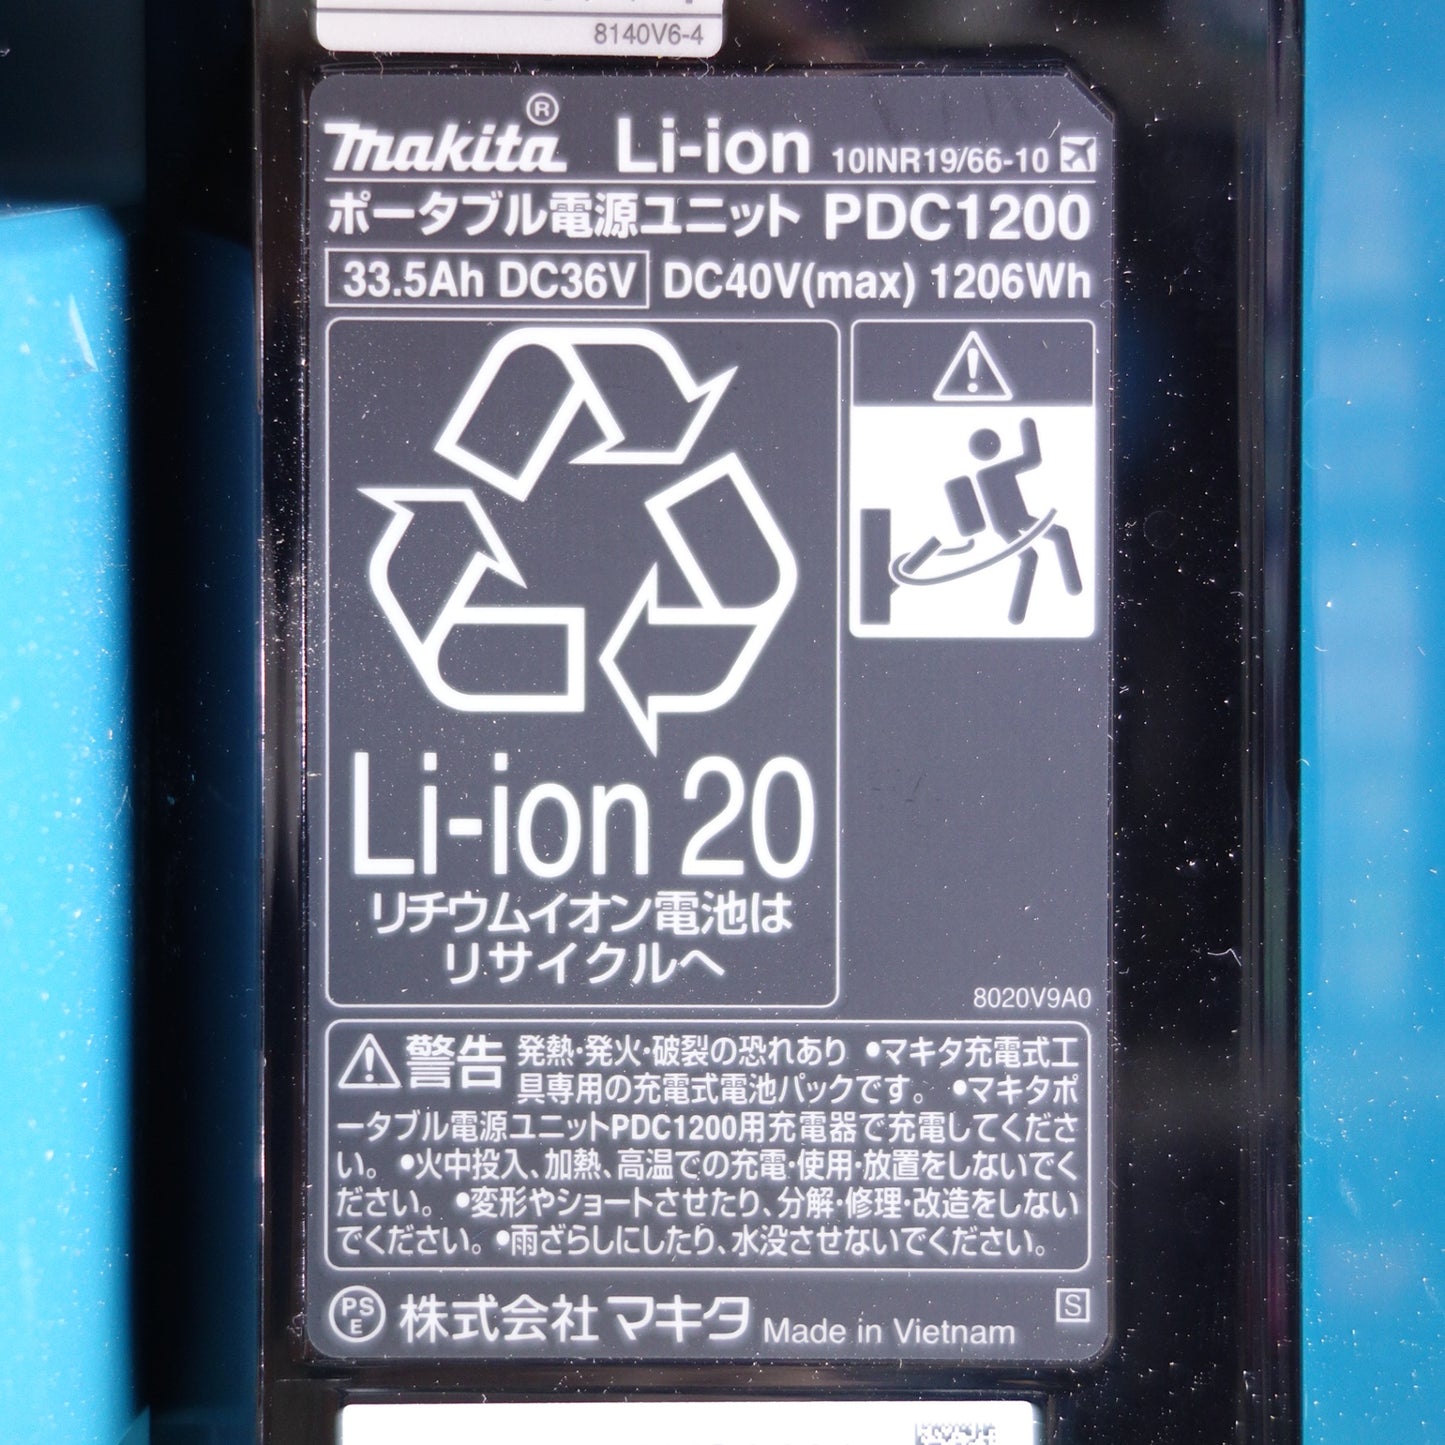 8140V6-4
makita® Li-ion 10INR19/66-10
ポータブル電源ユニット PDC1200
33.5Ah DC36V DC40V(max) 1206Wh
Li-ion 20
リチウムイオン電池は
リサイクルへ
8020V9A0
警告 発熱・発火・破裂の恐れあり ●マキタ充電式工
具専用の充電式電池パックです。 ●マキタポ
ータブル電源ユニットPDC1200用充電器で充電してくださ
い。 ●火中投入、加熱、高温での充電・使用・放置をしないでく
ださい。 ●変形やショートさせたり、分解・修理・改造をしない
でください。 ●雨ざらしにしたり、水没させないでください。
PSE 株式会社マキタ Made in Vietnam S